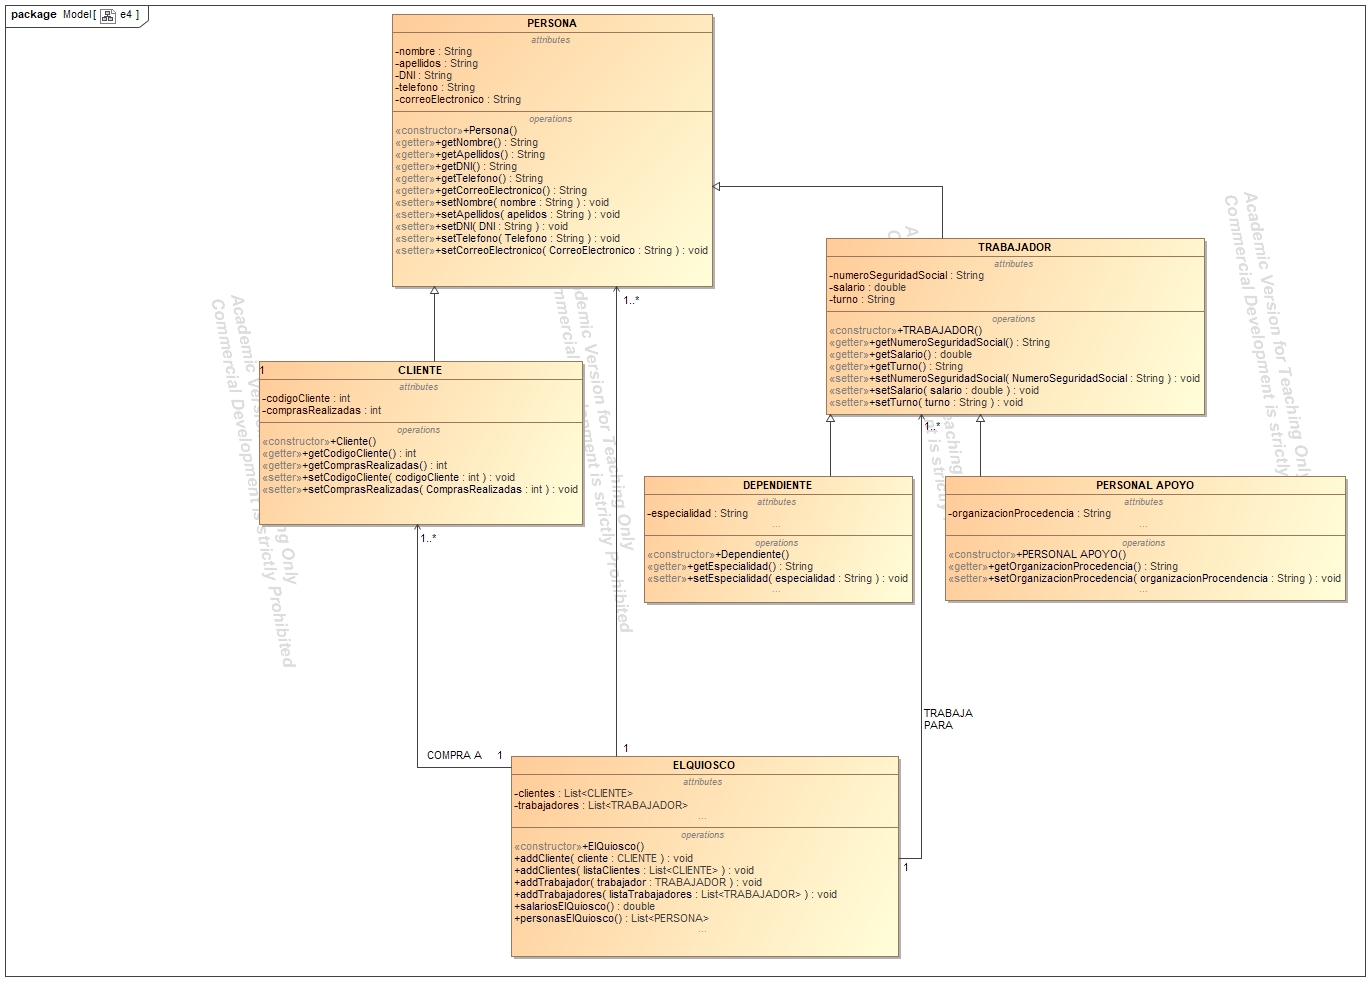 package Model[ e4 ]
PERSONA
attributes
-nombre : String
-apellidos : String
-DNI : String
-telefono : String
-correoElectronico : String
operations
«constructor»+Persona()
«getter»+getNombre() : String
«getter»+getApellidos() : String
«getter»+getDNI() : String
«getter»+getTelefono() : String
«getter»+getCorreoElectronico() : String
«setter»+setNombre( nombre : String ) : void
«setter»+setApellidos( apelidos : String ) : void
«setter»+setDNI( DNI : String ) : void
«setter»+setTelefono( Telefono : String ) : void
«setter»+setCorreoElectronico( CorreoElectronico : String ) : void
1..*
TRABAJADOR
attributes
-numeroSeguridadSocial : String
-salario : double
-turno : String
operations
«constructor»+TRABAJADOR()
«getter»+getNumeroSeguridadSocial() : String
«getter»+getSalario() : double
«getter»+getTurno() : String
«setter»+setNumeroSeguridadSocial( NumeroSeguridadSocial : String ) : void
«setter»+setSalario( salario : double ) : void
«setter»+setTurno( turno : String ) : void
1..*
1
CLIENTE
attributes
-codigoCliente : int
-comprasRealizadas : int
operations
«constructor»+Cliente()
«getter»+getCodigoCliente() : int
«getter»+getComprasRealizadas() : int
«setter»+setCodigoCliente( codigoCliente : int ) : void
«setter»+setComprasRealizadas( ComprasRealizadas : int ) : void
1..*
DEPENDIENTE
attributes
-especialidad : String
...
operations
«constructor»+Dependiente()
«getter»+getEspecialidad() : String
«setter»+setEspecialidad( especialidad : String ) : void
...
PERSONAL APOYO
attributes
-organizacionProcedencia : String
...
operations
«constructor»+PERSONAL APOYO()
«getter»+getOrganizacionProcedencia() : String
«setter»+setOrganizacionProcedencia( organizacionProcendencia : String ) : void
...
TRABAJA
PARA
COMPRA A
1
1
1
ELQUIOSCO
attributes
-clientes : List<CLIENTE>
-trabajadores : List<TRABAJADOR>
...
operations
«constructor»+ElQuiosco()
+addCliente( cliente : CLIENTE ) : void
+addClientes( listaClientes : List<CLIENTE> ) : void
+addTrabajador( trabajador : TRABAJADOR ) : void
+addTrabajadores( listaTrabajadores : List<TRABAJADOR> ) : void
+salariosElQuiosco() : double
+personasElQuiosco() : List<PERSONA>
...
Academic Version for Teaching Only
Commercial Development is strictly